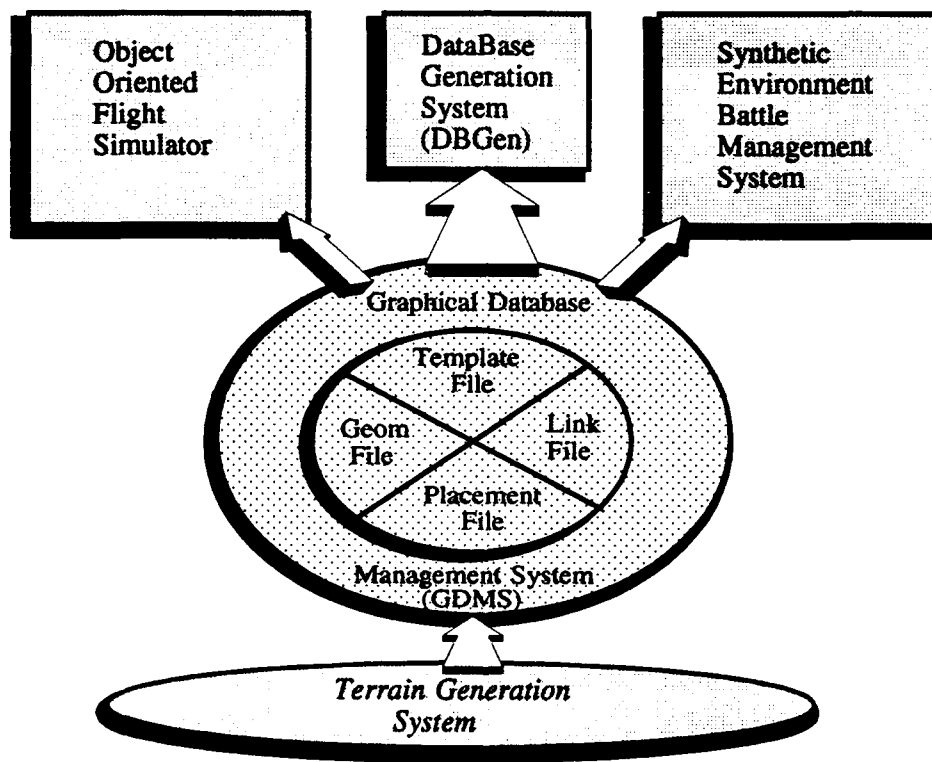 Object
Oriented
Flight
Simulator
DataBase
Generation
System
(DBGen)
Synthetic
Environment
Battle
Management
System
Graphical Database
Template
File
Geom
File
Link
File
Placement
File
Management System
(GDMS)
Terrain Generation
System